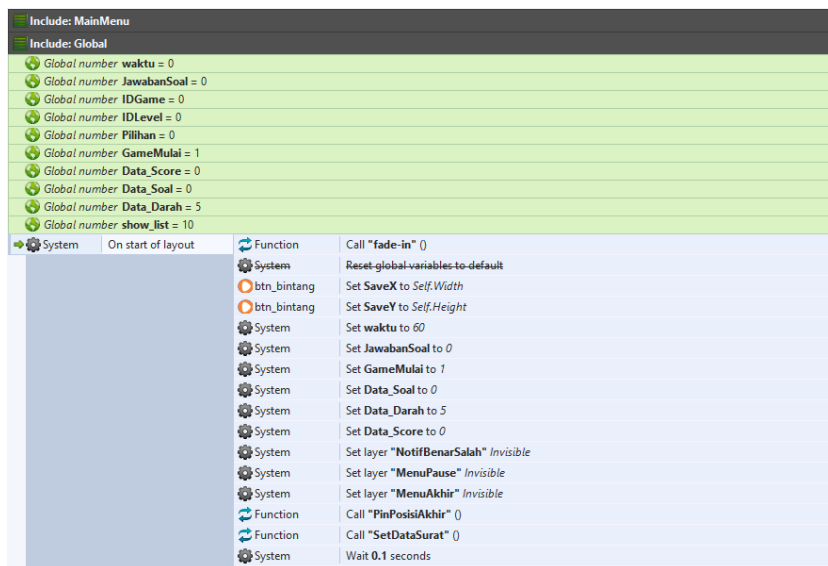 Include: MainMenu
Include: Global
Global number waktu = 0
Global number JawabanSoal = 0
Global number IDGame = 0
Global number IDLevel = 0
Global number Pilihan = 0
Global number GameMulai = 1
Global number Data_Score = 0
Global number Data_Soal = 0
Global number Data_Darah = 5
Global number show_list = 10
System On start of layout Function Call "fade-in" ()
System Reset global variables to default
btn_bintang Set SaveX to Self.Width
btn_bintang Set SaveY to Self.Height
System Set waktu to 60
System Set JawabanSoal to 0
System Set GameMulai to 1
System Set Data_Soal to 0
System Set Data_Darah to 5
System Set Data_Score to 0
System Set layer "NotifBenarSalah" Invisible
System Set layer "MenuPause" Invisible
System Set layer "MenuAkhir" Invisible
Function Call "PinPosisiAkhir" ()
Function Call "SetDataSurat" ()
System Wait 0.1 seconds